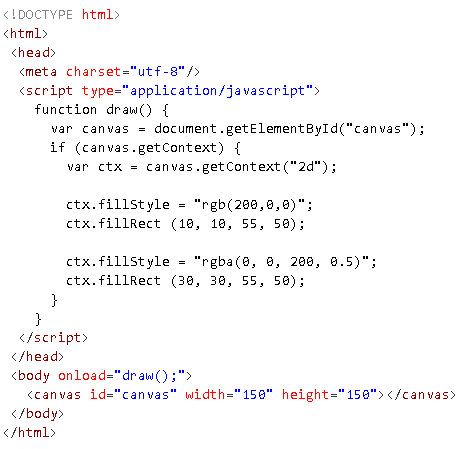 <!DOCTYPE html>
<html>
<head>
<meta charset="utf-8"/>
<script type="application/javascript">
function draw() {
var canvas = document.getElementById("canvas");
if (canvas.getContext) {
var ctx = canvas.getContext("2d");
ctx.fillStyle = "rgb(200,0,0)";
ctx.fillRect (10, 10, 55, 50);
ctx.fillStyle = "rgba(0, 0, 200, 0.5)";
ctx.fillRect (30, 30, 55, 50);
}
}
</script>
</head>
<body onload="draw();">
<canvas id="canvas" width="150" height="150"></canvas>
</body>
</html>